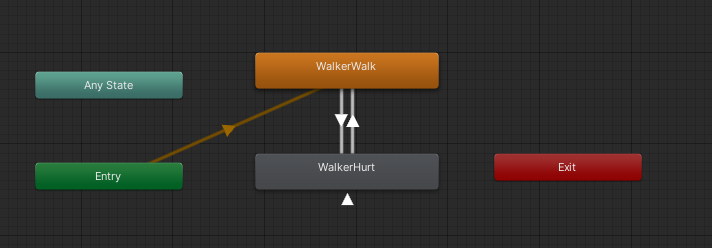 WalkerWalk
Any State
WalkerHurt
Exit
Entry